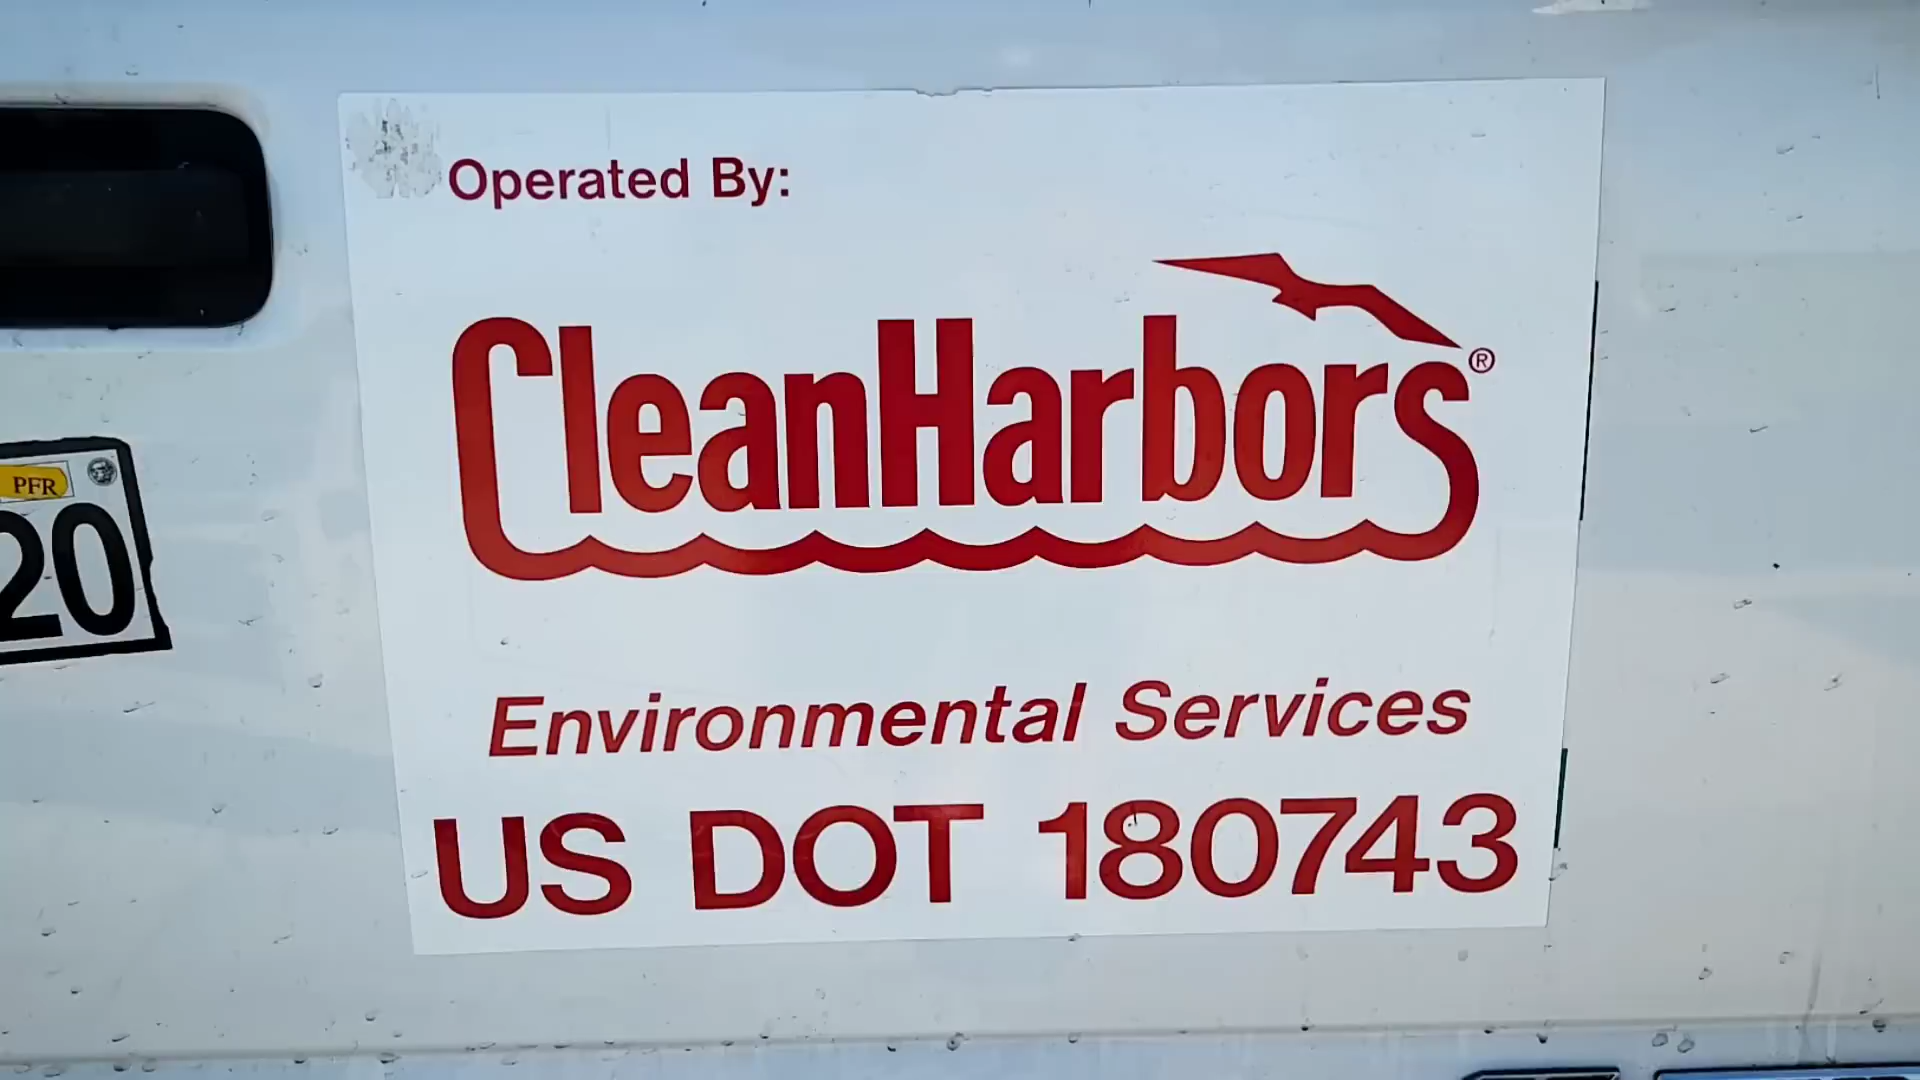 Operated By:
CleanHarbors®
Environmental Services
US DOT 180743
PFR
20